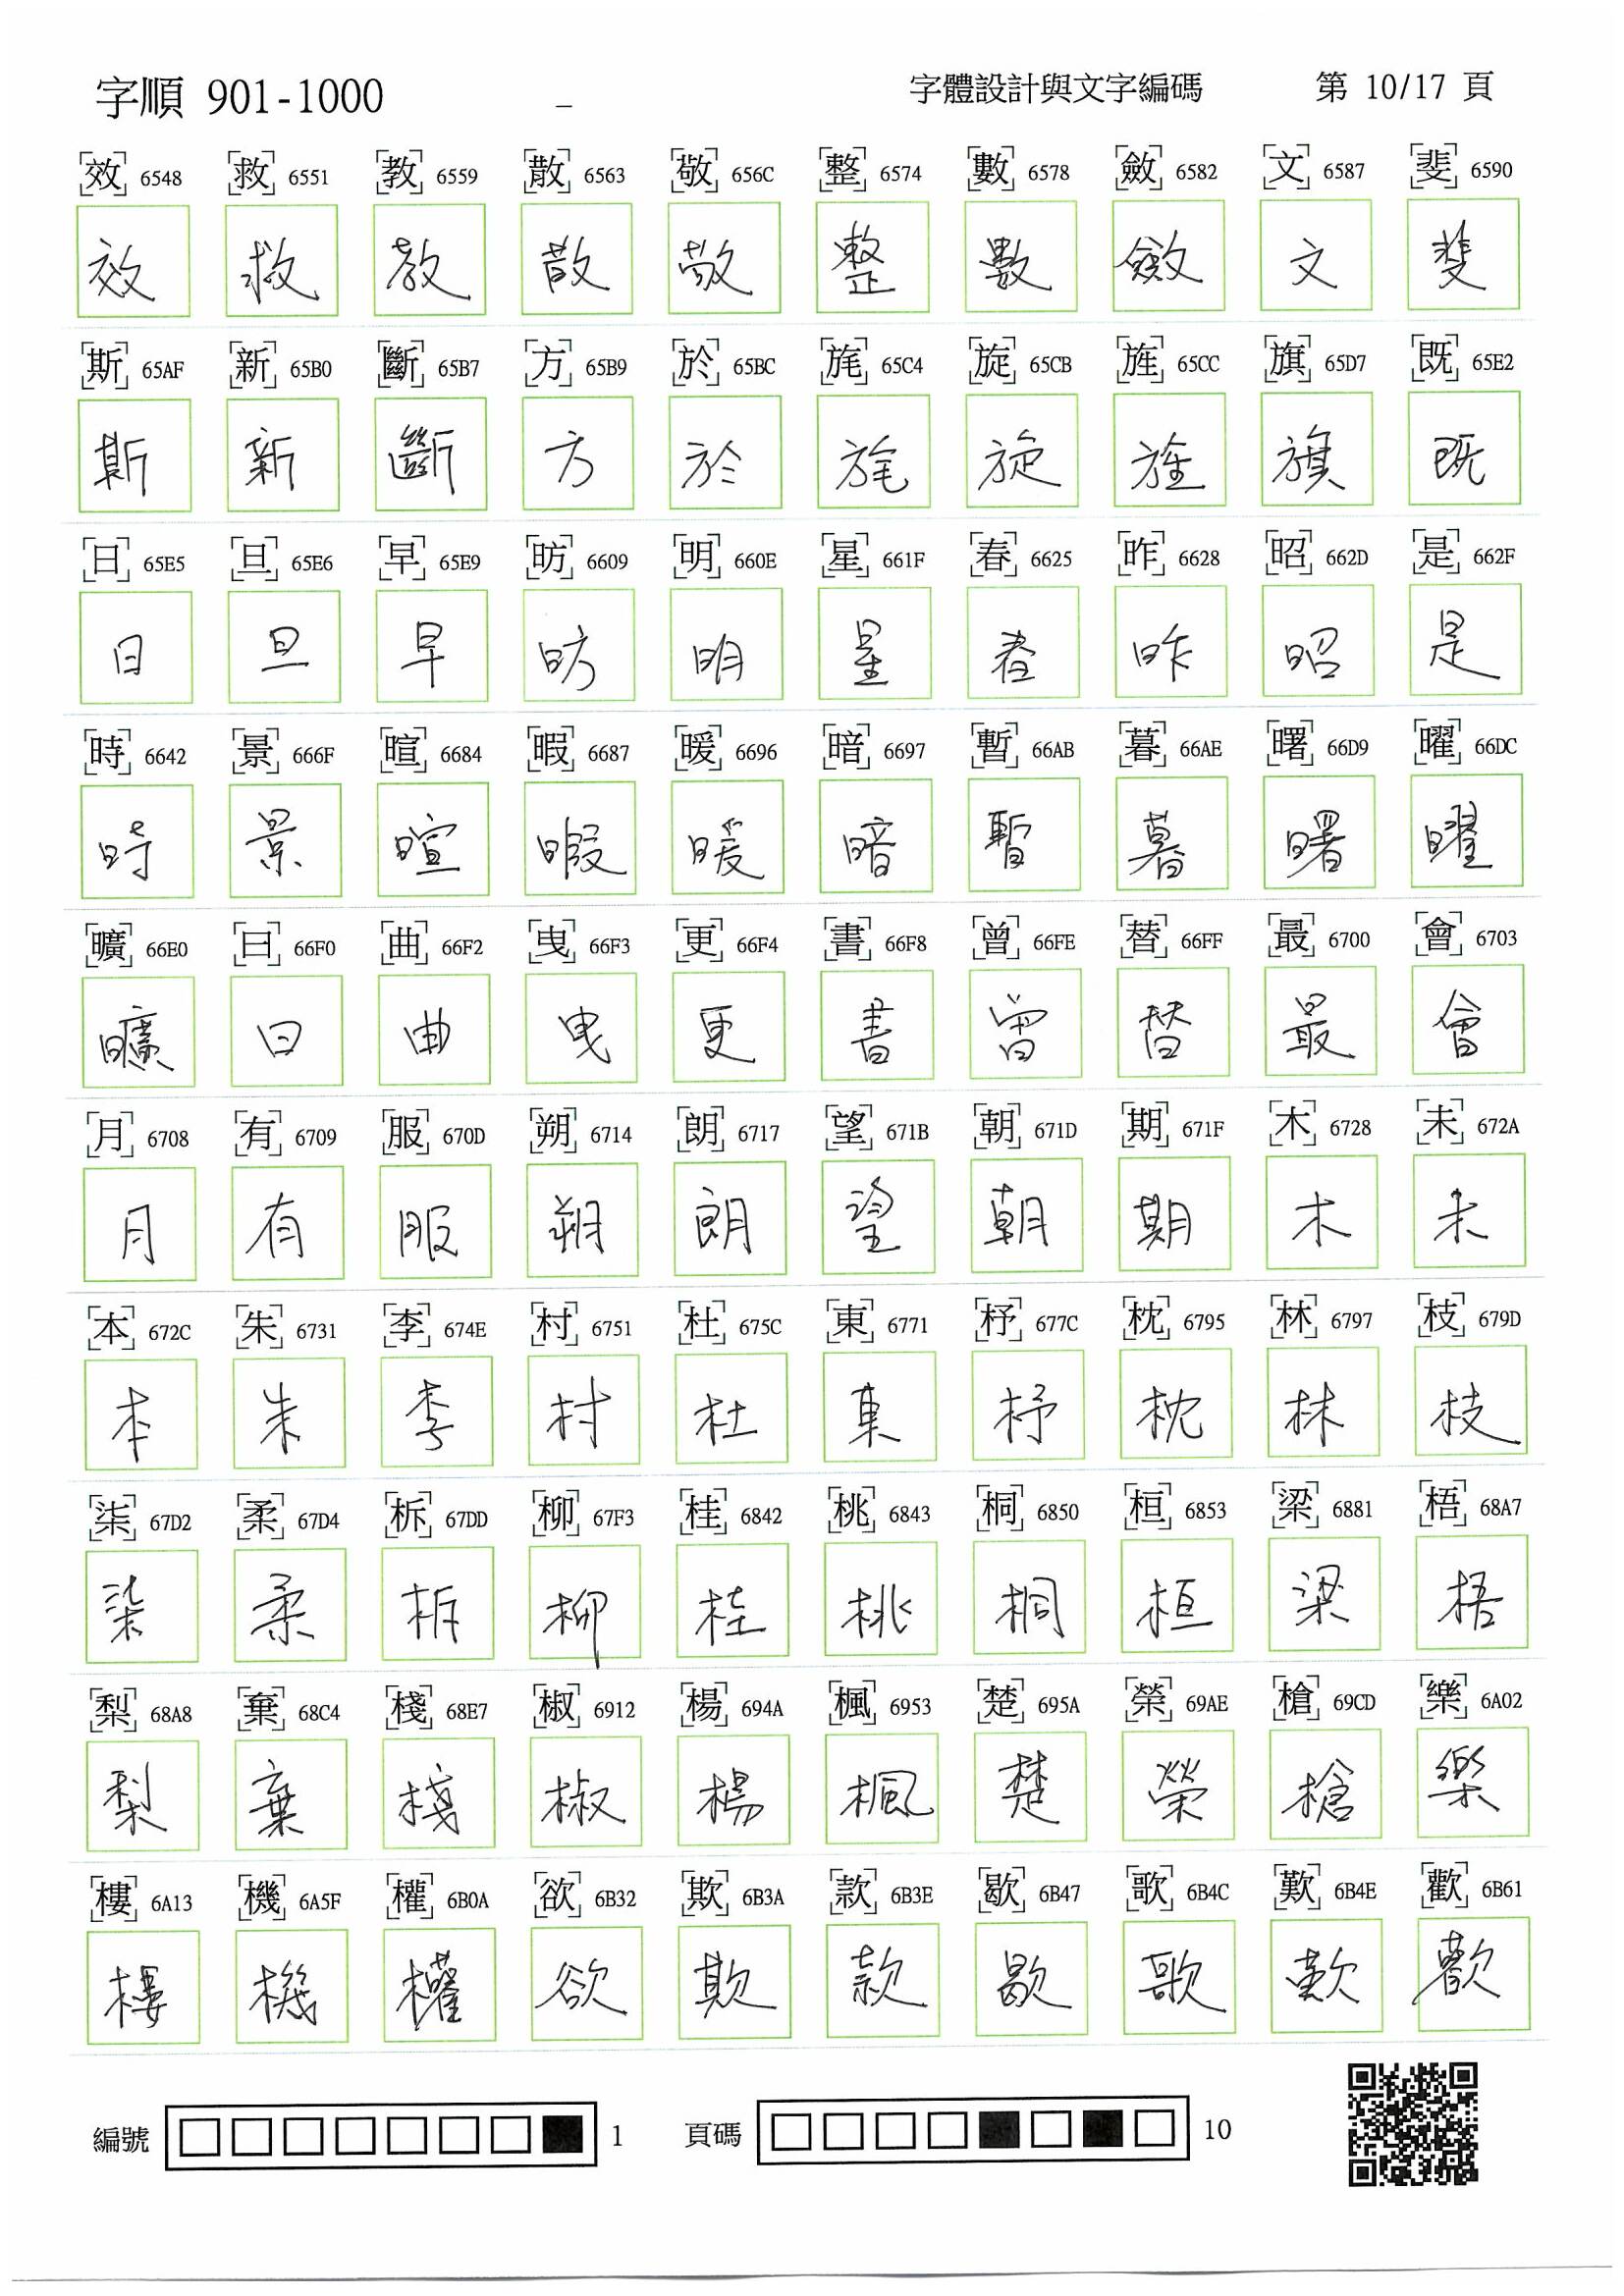 字順 901-1000 _ 字體設計與文字編碼 第 10/17 頁
效 6548 救 6551 教 6559 散 6563 敬 656C 整 6574 數 6578 斂 6582 文 6587 斐 6590
效 救 教 散 敬 整 數 斂 文 斐
斯 65AF 新 65B0 斷 65B7 方 65B9 於 65BC 旄 65C4 旋 65CB 旌 65CC 旗 65D7 既 65E2
斯 新 斷 方 於 旄 旋 旌 旗 既
日 65E5 旦 65E6 早 65E9 昉 6609 明 660E 星 661F 春 6625 昨 6628 昭 662D 是 662F
日 旦 早 昉 明 星 春 昨 昭 是
時 6642 景 666F 暄 6684 暇 6687 暖 6696 暗 6697 暫 66AB 暮 66AE 曙 66D9 曜 66DC
時 景 暄 暇 暖 暗 暫 暮 曙 曜
曠 66E0 曰 66F0 曲 66F2 曳 66F3 更 66F4 書 66F8 曾 66FE 替 66FF 最 6700 會 6703
曠 曰 曲 曳 更 書 曾 替 最 會
月 6708 有 6709 服 670D 朔 6714 朗 6717 望 671B 朝 671D 期 671F 木 6728 未 672A
月 有 服 朔 朗 望 朝 期 木 未
本 672C 朱 6731 李 674E 村 6751 杜 675C 東 6771 杼 677C 枕 6795 林 6797 枝 679D
本 朱 李 村 杜 東 杼 枕 林 枝
柒 67D2 柔 67D4 柝 67DD 柳 67F3 桂 6842 桃 6843 桐 6850 桓 6853 梁 6881 梧 68A7
柒 柔 柝 柳 桂 桃 桐 桓 梁 梧
梨 68A8 棄 68C4 棧 68E7 椒 6912 楊 694A 楓 6953 楚 695A 榮 69AE 槍 69CD 樂 6A02
梨 棄 棧 椒 楊 楓 楚 榮 槍 樂
樓 6A13 機 6A5F 權 6B0A 欲 6B32 欺 6B3A 款 6B3E 歇 6B47 歌 6B4C 歎 6B4E 歡 6B61
樓 機 權 欲 欺 款 歇 歌 歎 歡
編號 1 頁碼 10